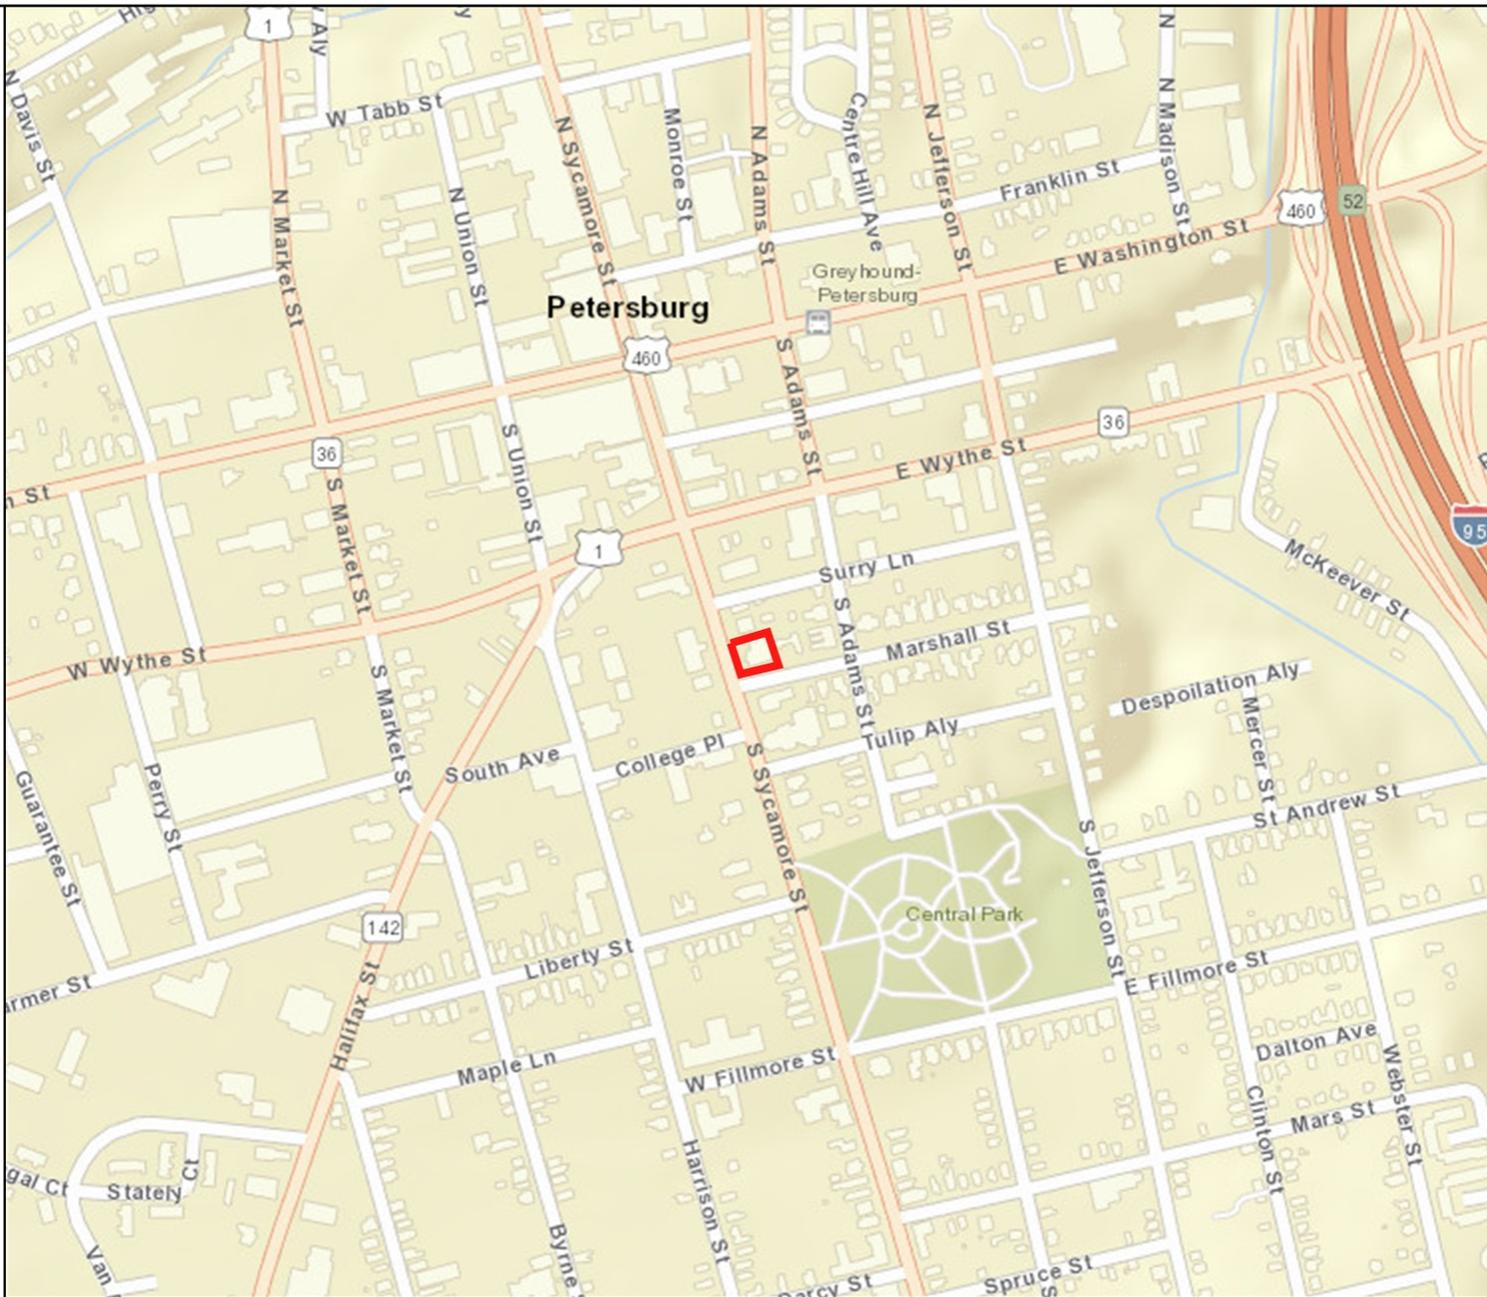 1
W Tabb St
N Davis St
N Sycamore St
Monroe St
N Adams St
Centre Hill Ave
N Jefferson St
N Madison St
N
Franklin St
460
52
N Market St
N Union St
E Washington St
Greyhound-
Petersburg
Petersburg
460
S Adams St
36
36
S Union St
E Wythe St
95
S Market St
1
Surry Ln
McKeever St
S Adams St
Marshall St
W Wythe St
S Market St
Despoilation Aly
Mercer St
Tulip Aly
College Pl
South Ave
S Sycamore St
Perry St
Guarantee St
St Andrew St
S Jefferson St
Central Park
142
Liberty St
E Fillmore St
Halifax St
Dalton Ave
Maple Ln
W Fillmore St
Webster St
Clinton St
Mars St
Harrison St
Stately Ct
Van
Byrne
Spruce St